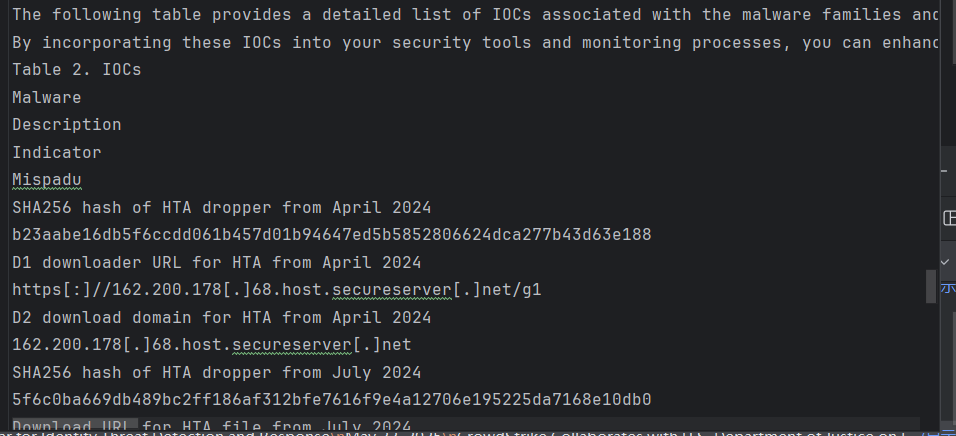 The following table provides a detailed list of IOCs associated with the malware families and
By incorporating these IOCs into your security tools and monitoring processes, you can enhanc
Table 2. IOCs
Malware
Description
Indicator
Mispadu
SHA256 hash of HTA dropper from April 2024
b23aabe16db5f6ccdd061b457d01b94647ed5b5852806624dca277b43d63e188
D1 downloader URL for HTA from April 2024
https[:]//162.200.178[.]68.host.secureserver[.]net/g1
D2 download domain for HTA from April 2024
162.200.178[.]68.host.secureserver[.]net
SHA256 hash of HTA dropper from July 2024
5f6c0ba669db489bc2ff186af312bfe7616f9e4a12706e195225da7168e10db0
Download URL for HTA file from July 2024